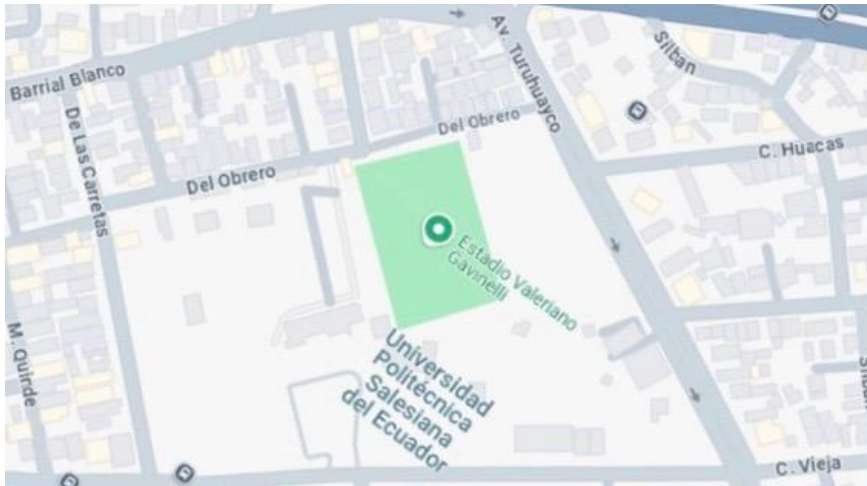 Barrial Blanco
De Las Carretas
Av. Turuhuayco
Silban
Del Obrero
C. Huacas
Del Obrero
Estadio Valeriano
Gavinelli
M. Quinde
Universidad
Politécnica
Salesiana
del Ecuador
C. Vieja